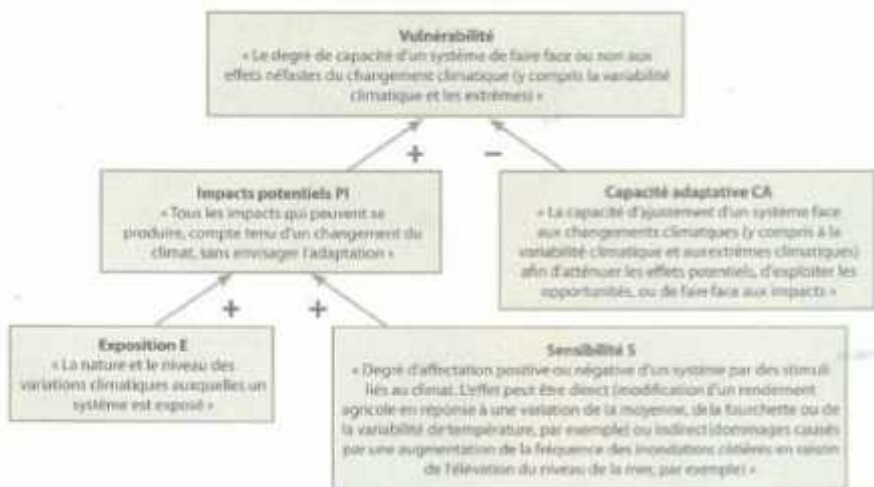 Vulnérabilité
« Le degré de capacité d'un système de faire face ou non aux
effets néfastes du changement climatique (y compris la variabilité
climatique et les extrêmes) »
+
–
Impacts potentiels PI
« Tous les impacts qui peuvent se
produire, compte tenu d'un changement du
climat, sans envisager l'adaptation »
Capacité adaptative CA
« La capacité d'ajustement d'un système face
aux changements climatiques (y compris à la
variabilité climatique et aux extrêmes climatiques)
afin d'atténuer les effets potentiels, d'exploiter les
opportunités, ou de faire face aux impacts »
+
+
Exposition E
« La nature et le niveau des
variations climatiques auxquelles un
système est exposé »
Sensibilité S
« Degré d'affectation positive ou négative d'un système par des stimuli
liés au climat. L'effet peut être direct (modification d'un rendement
agricole en réponse à une variation de la moyenne, de la fourchette ou de
la variabilité de température, par exemple) ou indirect (dommages causés
par une augmentation de la fréquence des inondations côtières en raison
de l'élévation du niveau de la mer, par exemple) »